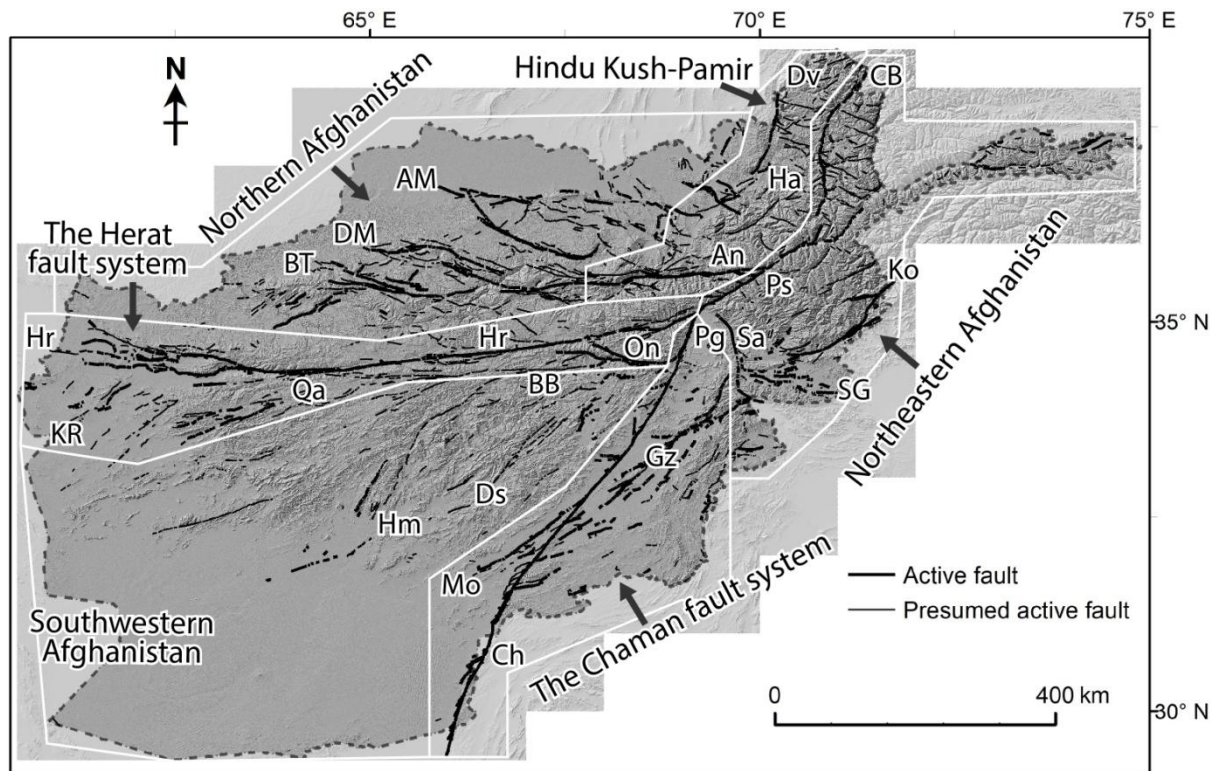 65° E
70° E
75° E
N
Hindu Kush-Pamir
Dv
CB
Northern Afghanistan
AM
Ha
The Herat
fault system
DM
BT
An
Ps
Ko
35° N
Hr
Hr
On
Pg
Sa
Qa
BB
SG
Northeastern Afghanistan
KR
Gz
Ds
Hm
Mo
Active fault
Presumed active fault
Southwestern
Afghanistan
Ch
The Chaman fault system
0
400 km
30° N